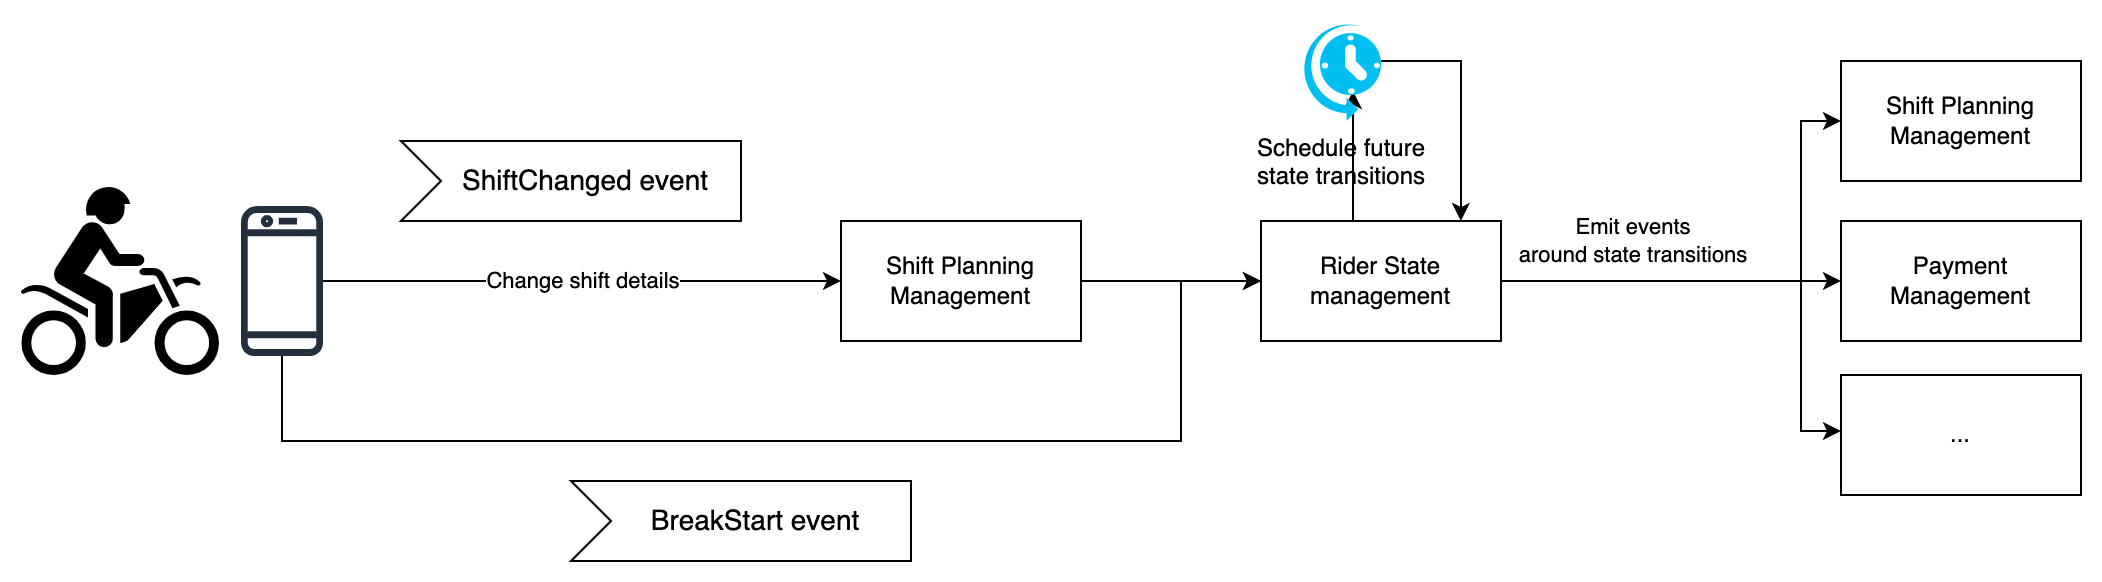 ShiftChanged event
Change shift details
Shift Planning
Management
BreakStart event
Schedule future
state transitions
Rider State
management
Emit events
around state transitions
Shift Planning
Management
Payment
Management
...